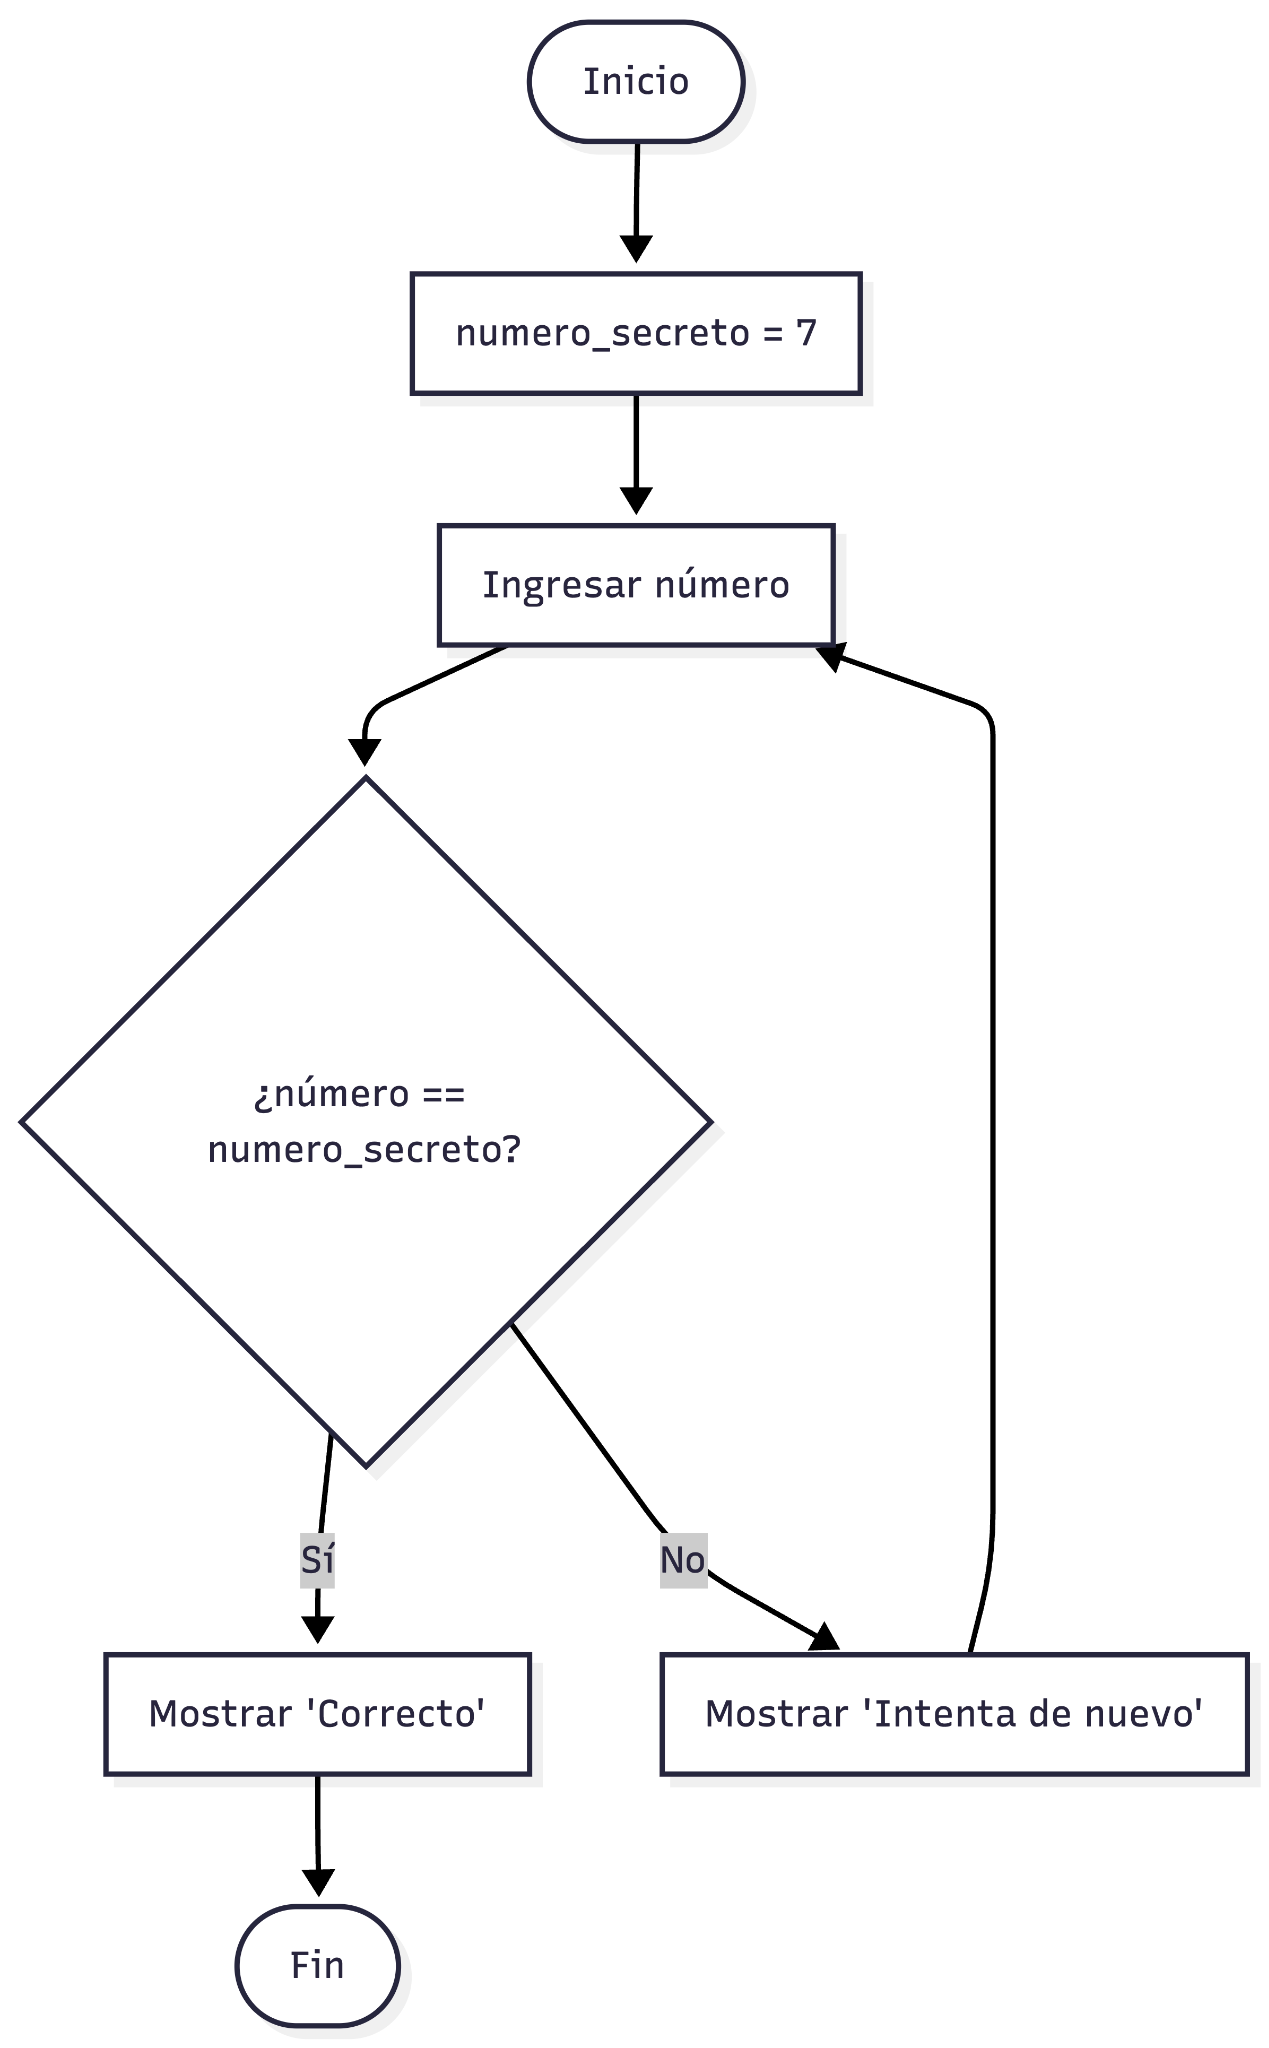 Inicio
numero_secreto = 7
Ingresar número
¿número ==
numero_secreto?
Sí
No
Mostrar 'Correcto'
Mostrar 'Intenta de nuevo'
Fin